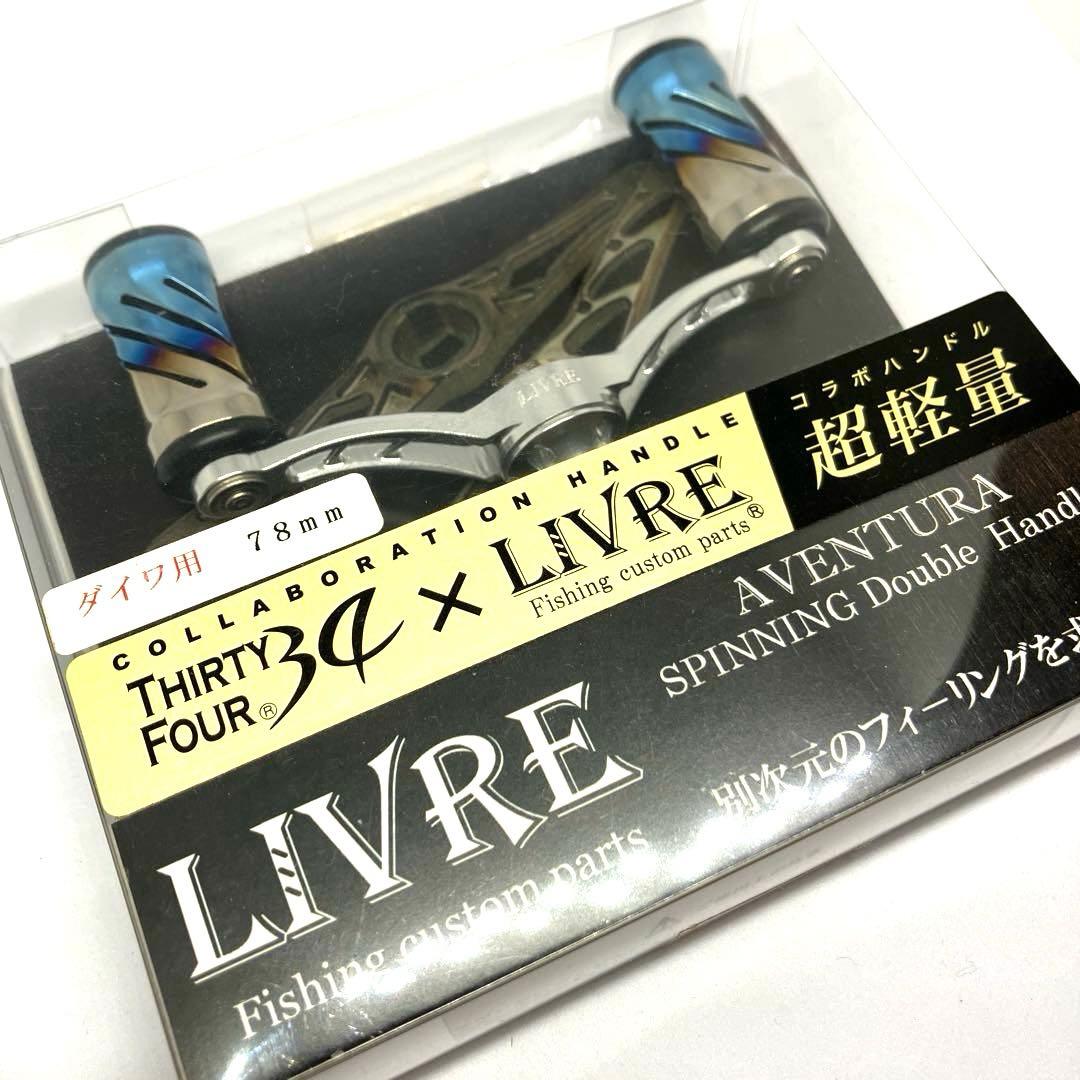 LIVRE
ダイワ用 78mm
COLLABORATION HANDLE
THIRTY FOUR® 34 × LIVRE
Fishing custom parts®
コラボハンドル
超軽量
AVENTURA
SPINNING Double Handl
別次元のフィーリングを求
LIVRE
Fishing custom parts